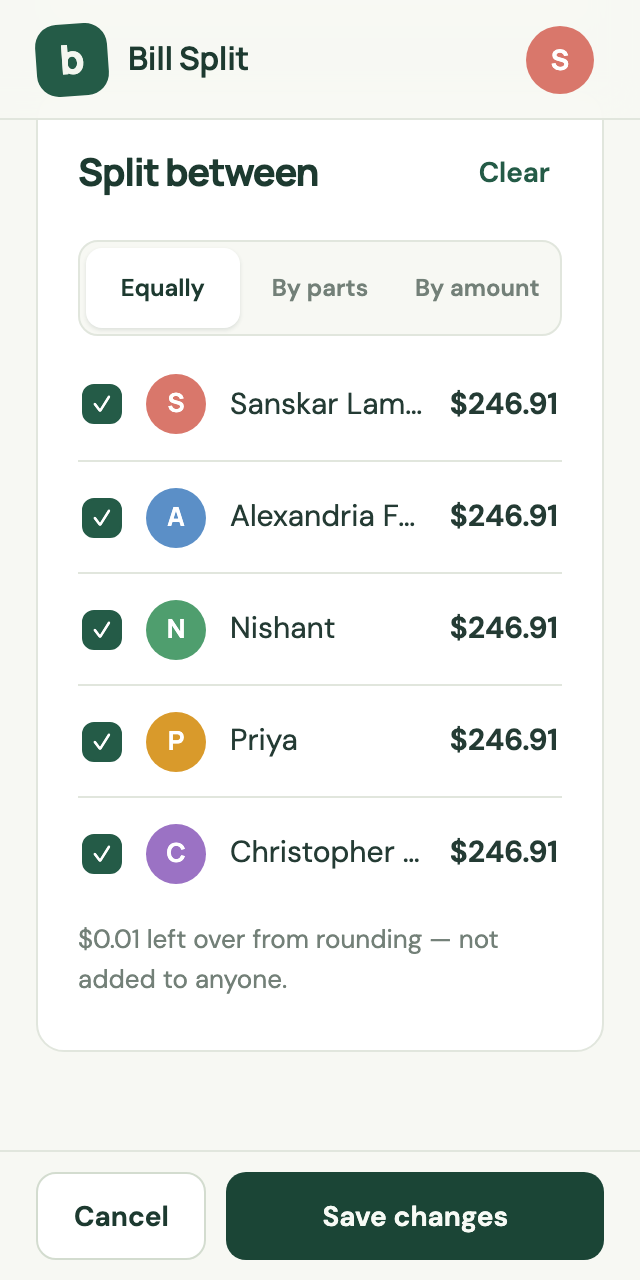 b
Bill Split
S
Split between
Clear
Equally
By parts
By amount
S
Sanskar Lam...
$246.91
A
Alexandria F...
$246.91
N
Nishant
$246.91
P
Priya
$246.91
C
Christopher ...
$246.91
$0.01 left over from rounding — not
added to anyone.
Cancel
Save changes